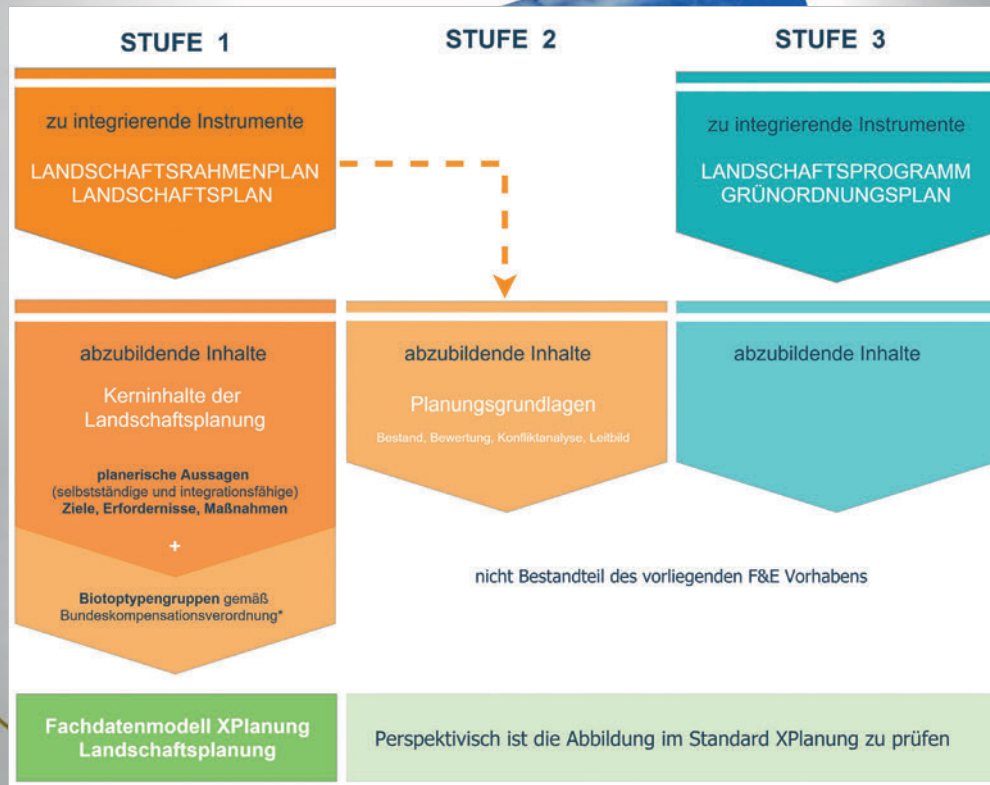 STUFE 1
zu integrierende Instrumente
LANDSCHAFTSRAHMENPLAN
LANDSCHAFTSPLAN
abzubildende Inhalte
Kerninhalte der
Landschaftsplanung
planerische Aussagen
(selbstständige und integrationsfähige)
Ziele, Erfordernisse, Maßnahmen
+
Biotoptypengruppen gemäß
Bundeskompensationsverordnung*
Fachdatenmodell XPlanung
Landschaftsplanung
STUFE 2
abzubildende Inhalte
Planungsgrundlagen
Bestand, Bewertung, Konfliktanalyse, Leitbild
STUFE 3
zu integrierende Instrumente
LANDSCHAFTSPROGRAMM
GRÜNORDNUNGSPLAN
abzubildende Inhalte
nicht Bestandteil des vorliegenden F&E Vorhabens
Perspektivisch ist die Abbildung im Standard XPlanung zu prüfen